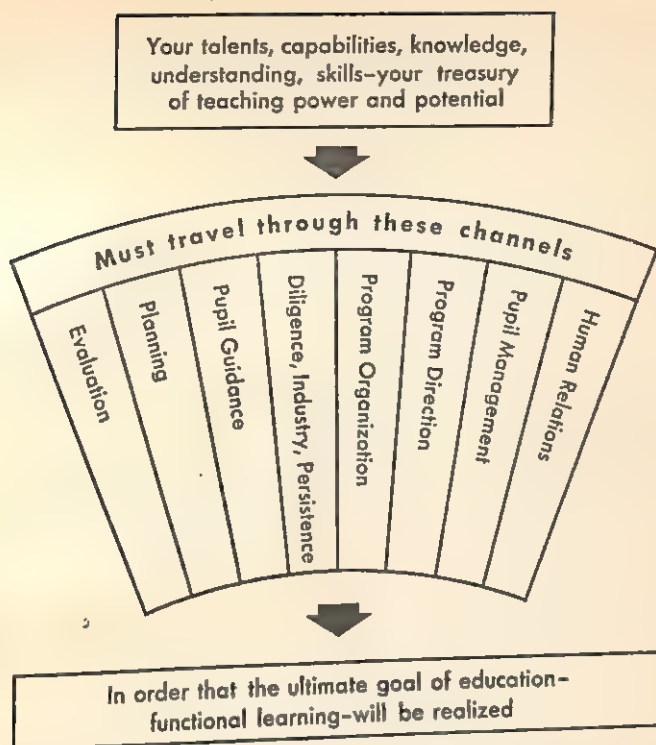 Your talents, capabilities, knowledge,
understanding, skills–your treasury
of teaching power and potential
Must travel through these channels
Evaluation
Planning
Pupil Guidance
Diligence, Industry, Persistence
Program Organization
Program Direction
Pupil Management
Human Relations
In order that the ultimate goal of education–
functional learning–will be realized